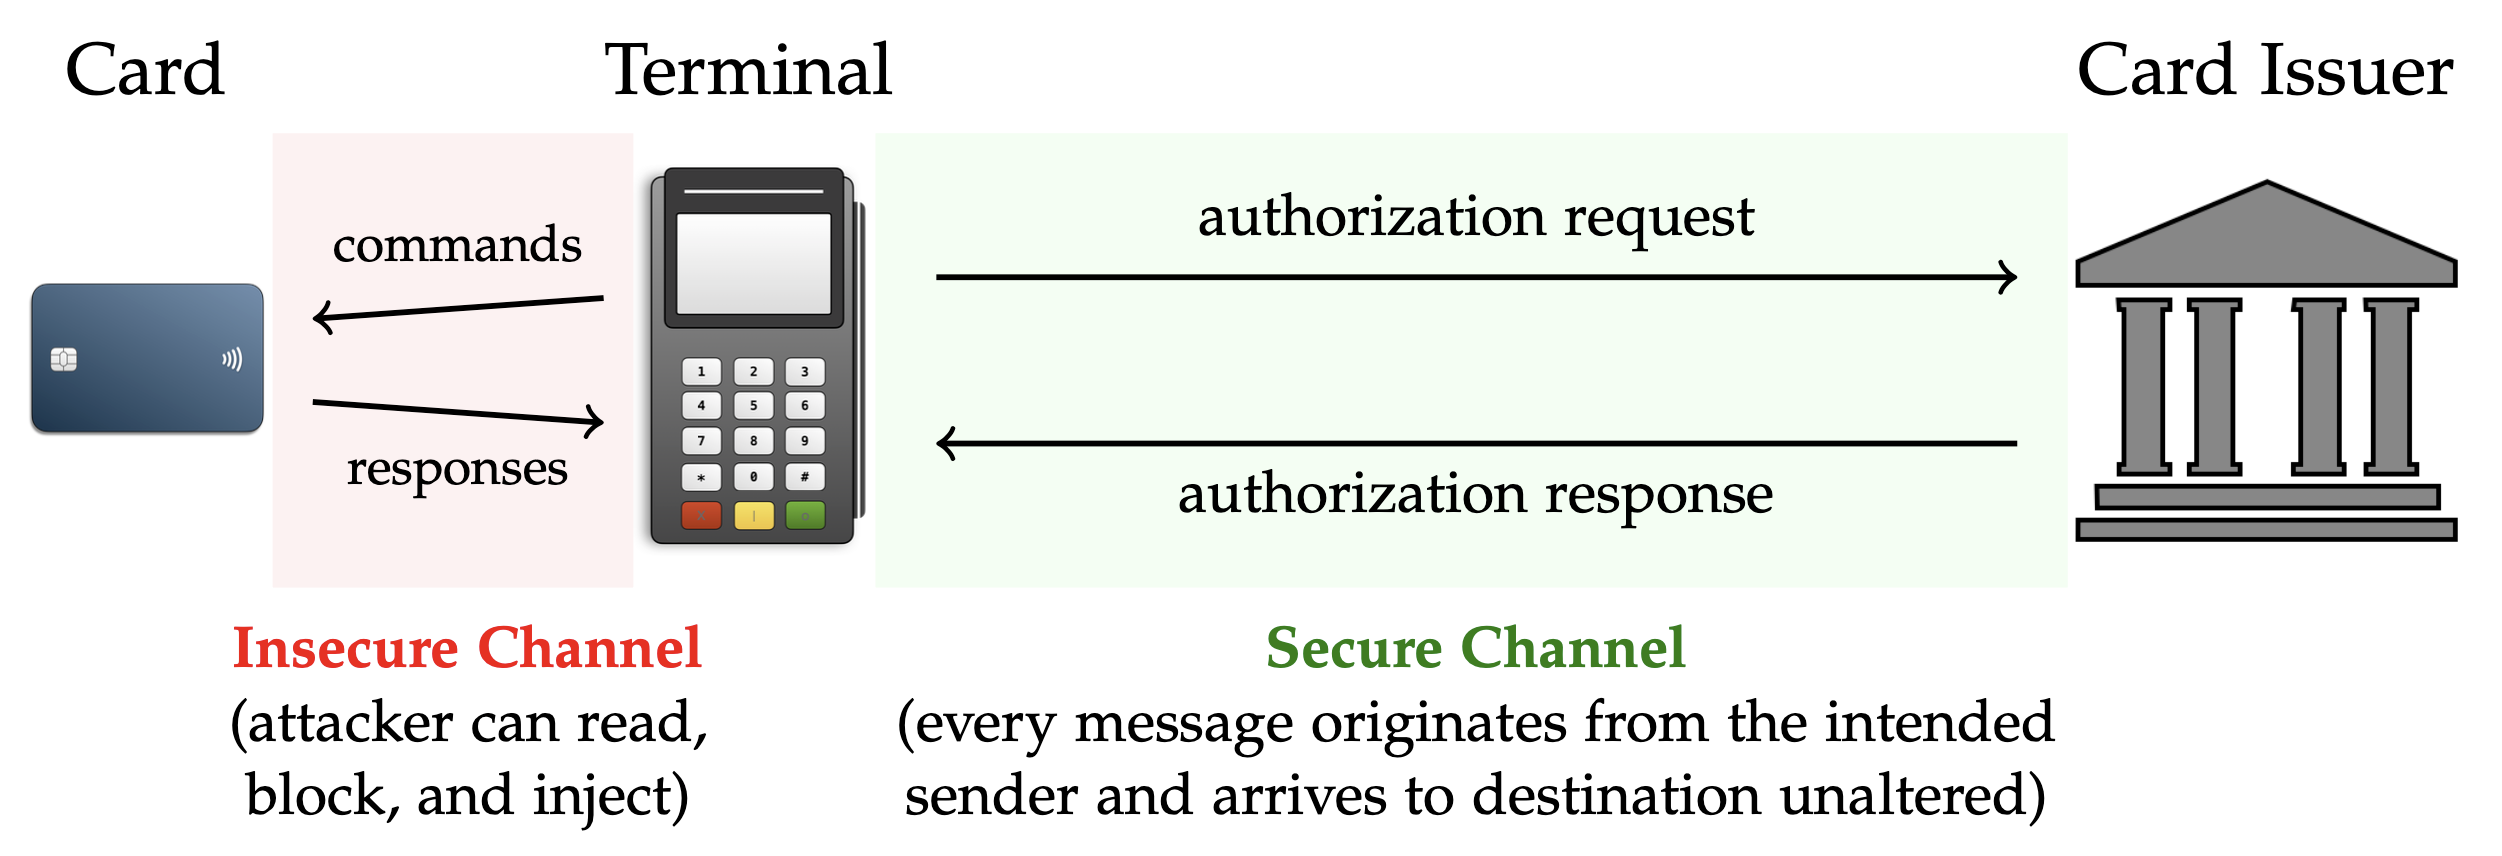 Card
Terminal
Card Issuer
commands
responses
authorization request
authorization response
1 2 3
4 5 6
7 8 9
* 0 #
Insecure Channel
(attacker can read,
block, and inject)
Secure Channel
(every message originates from the intended
sender and arrives to destination unaltered)